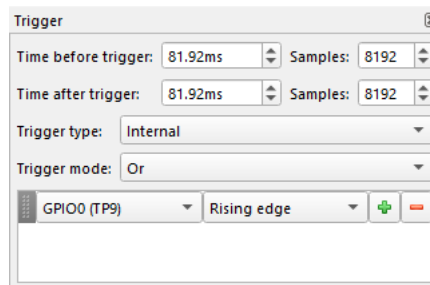 Trigger
Time before trigger: 81.92ms Samples: 8192
Time after trigger: 81.92ms Samples: 8192
Trigger type: Internal
Trigger mode: Or
GPIO0 (TP9) Rising edge